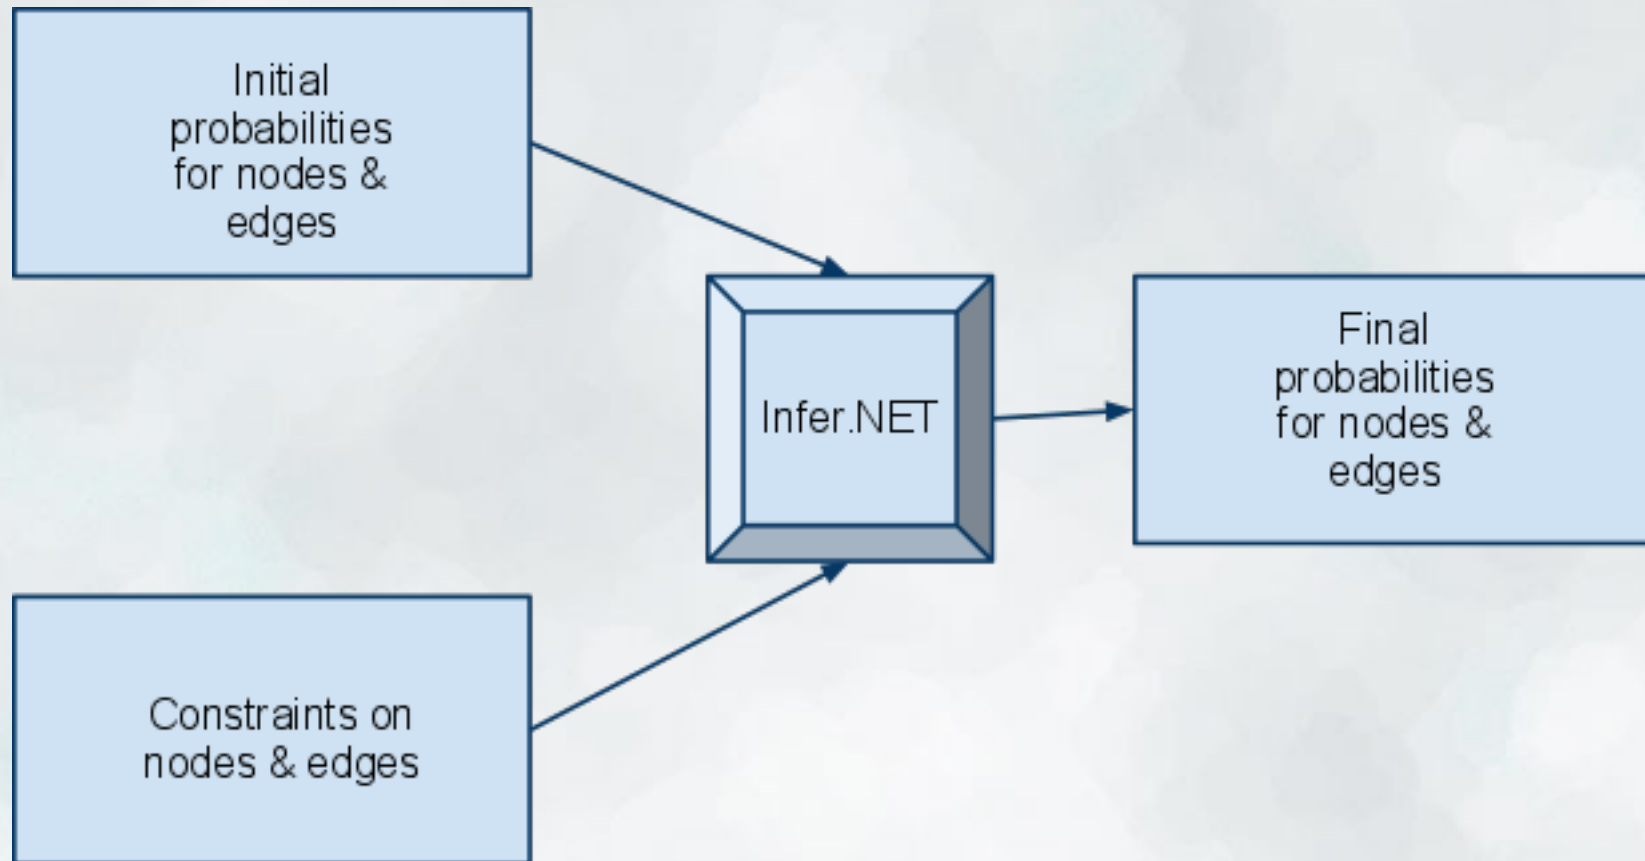 Initial
probabilities
for nodes &
edges
Infer.NET
Final
probabilities
for nodes &
edges
Constraints on
nodes & edges